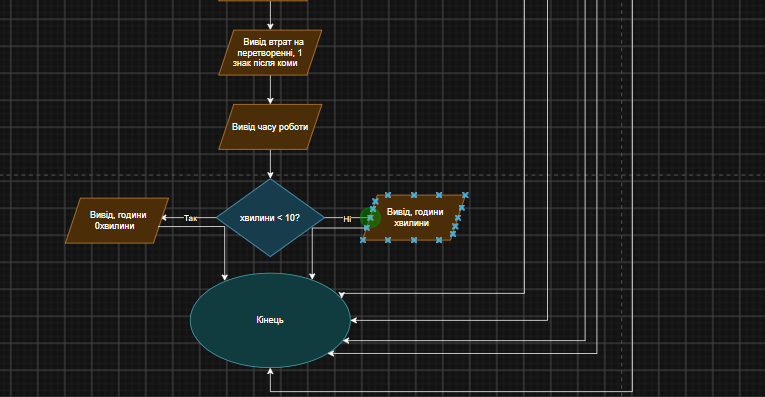 Вивід втрат на
перетворенні, 1
знак після коми
Вивід часу роботи
Вивід, години
0хвилини
Так
хвилини < 10?
Ні
Вивід, години
хвилини
Кінець